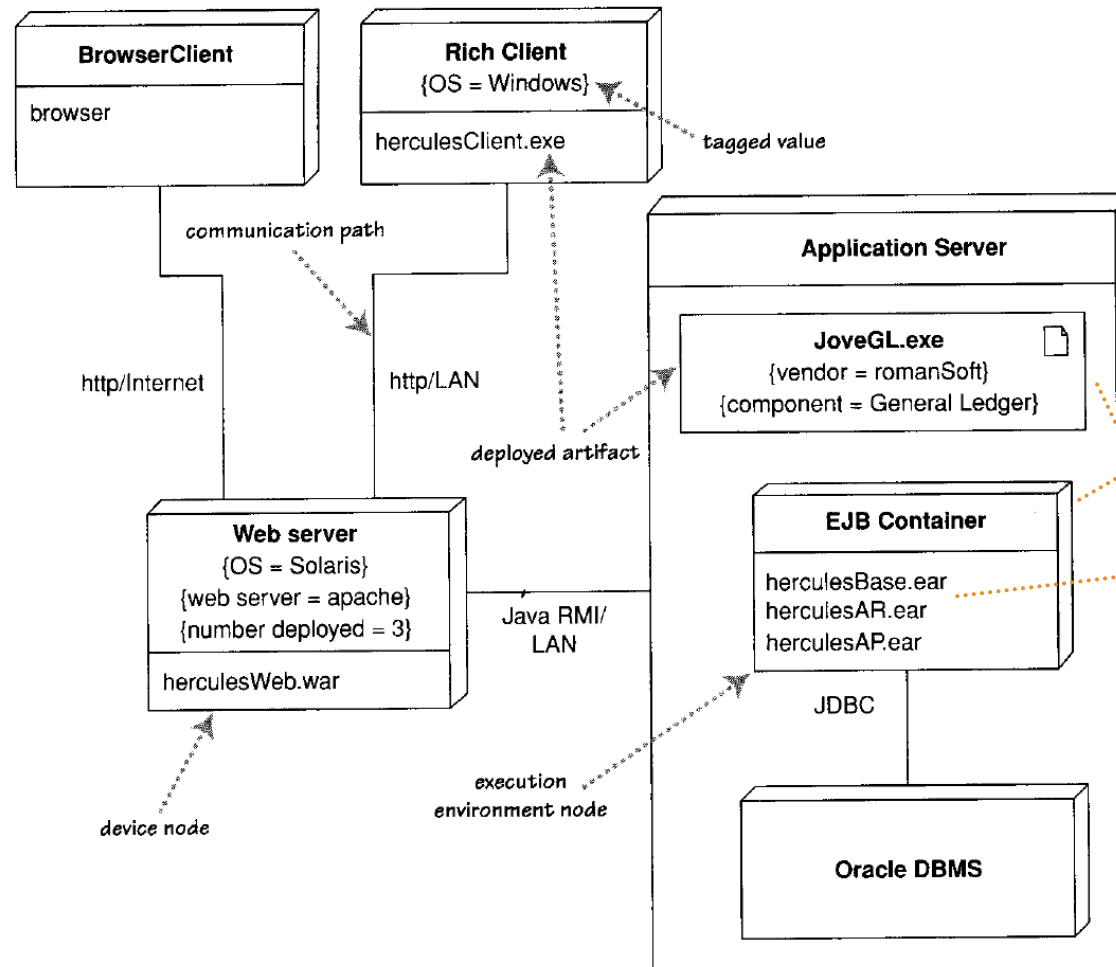 BrowserClient
browser
Rich Client
{OS = Windows}
herculesClient.exe
tagged value
communication path
http/Internet
http/LAN
deployed artifact
Application Server
JoveGL.exe
{vendor = romanSoft}
{component = General Ledger}
EJB Container
herculesBase.ear
herculesAR.ear
herculesAP.ear
Web server
{OS = Solaris}
{web server = apache}
{number deployed = 3}
herculesWeb.war
Java RMI/
LAN
JDBC
execution
environment node
device node
Oracle DBMS